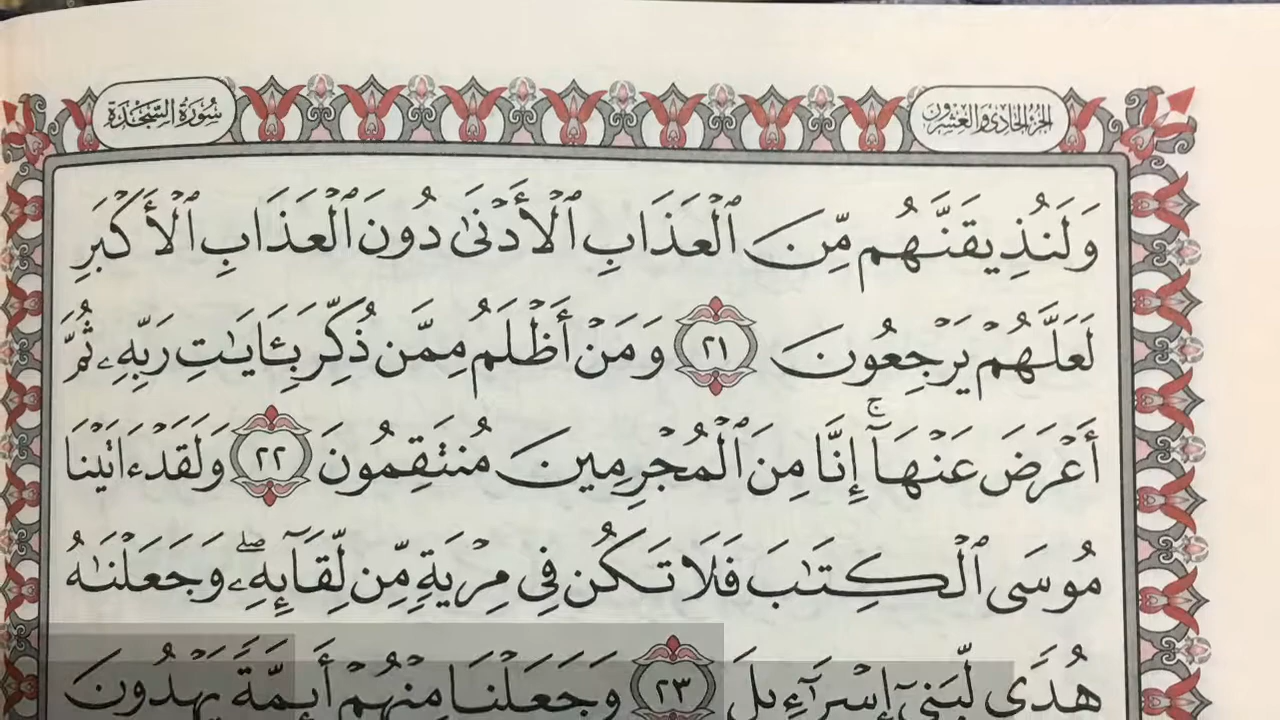 الجزء الحادي والعشرون
سورة السجدة
وَلَنُذِيقَنَّهُم مِّنَ ٱلْعَذَابِ ٱلْأَدْنَىٰ دُونَ ٱلْعَذَابِ ٱلْأَكْبَرِ
لَعَلَّهُمْ يَرْجِعُونَ ٢١ وَمَنْ أَظْلَمُ مِمَّن ذُكِّرَ بِـَٔايَـٰتِ رَبِّهِۦ ثُمَّ
أَعْرَضَ عَنْهَآ ۚ إِنَّا مِنَ ٱلْمُجْرِمِينَ مُنتَقِمُونَ ٢٢ وَلَقَدْ ءَاتَيْنَا
مُوسَى ٱلْكِتَـٰبَ فَلَا تَكُن فِى مِرْيَةٍ مِّن لِّقَآئِهِۦ ۖ وَجَعَلْنَـٰهُ
هُدًى لِّبَنِىٓ إِسْرَٰٓءِيلَ ٢٣ وَجَعَلْنَا مِنْهُمْ أَئِمَّةً يَهْدُونَ